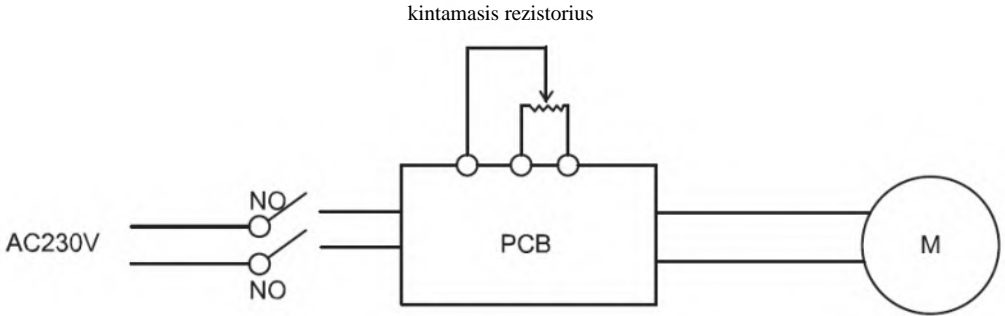 kintamasis rezistorius
NO
AC230V
PCB
M
NO